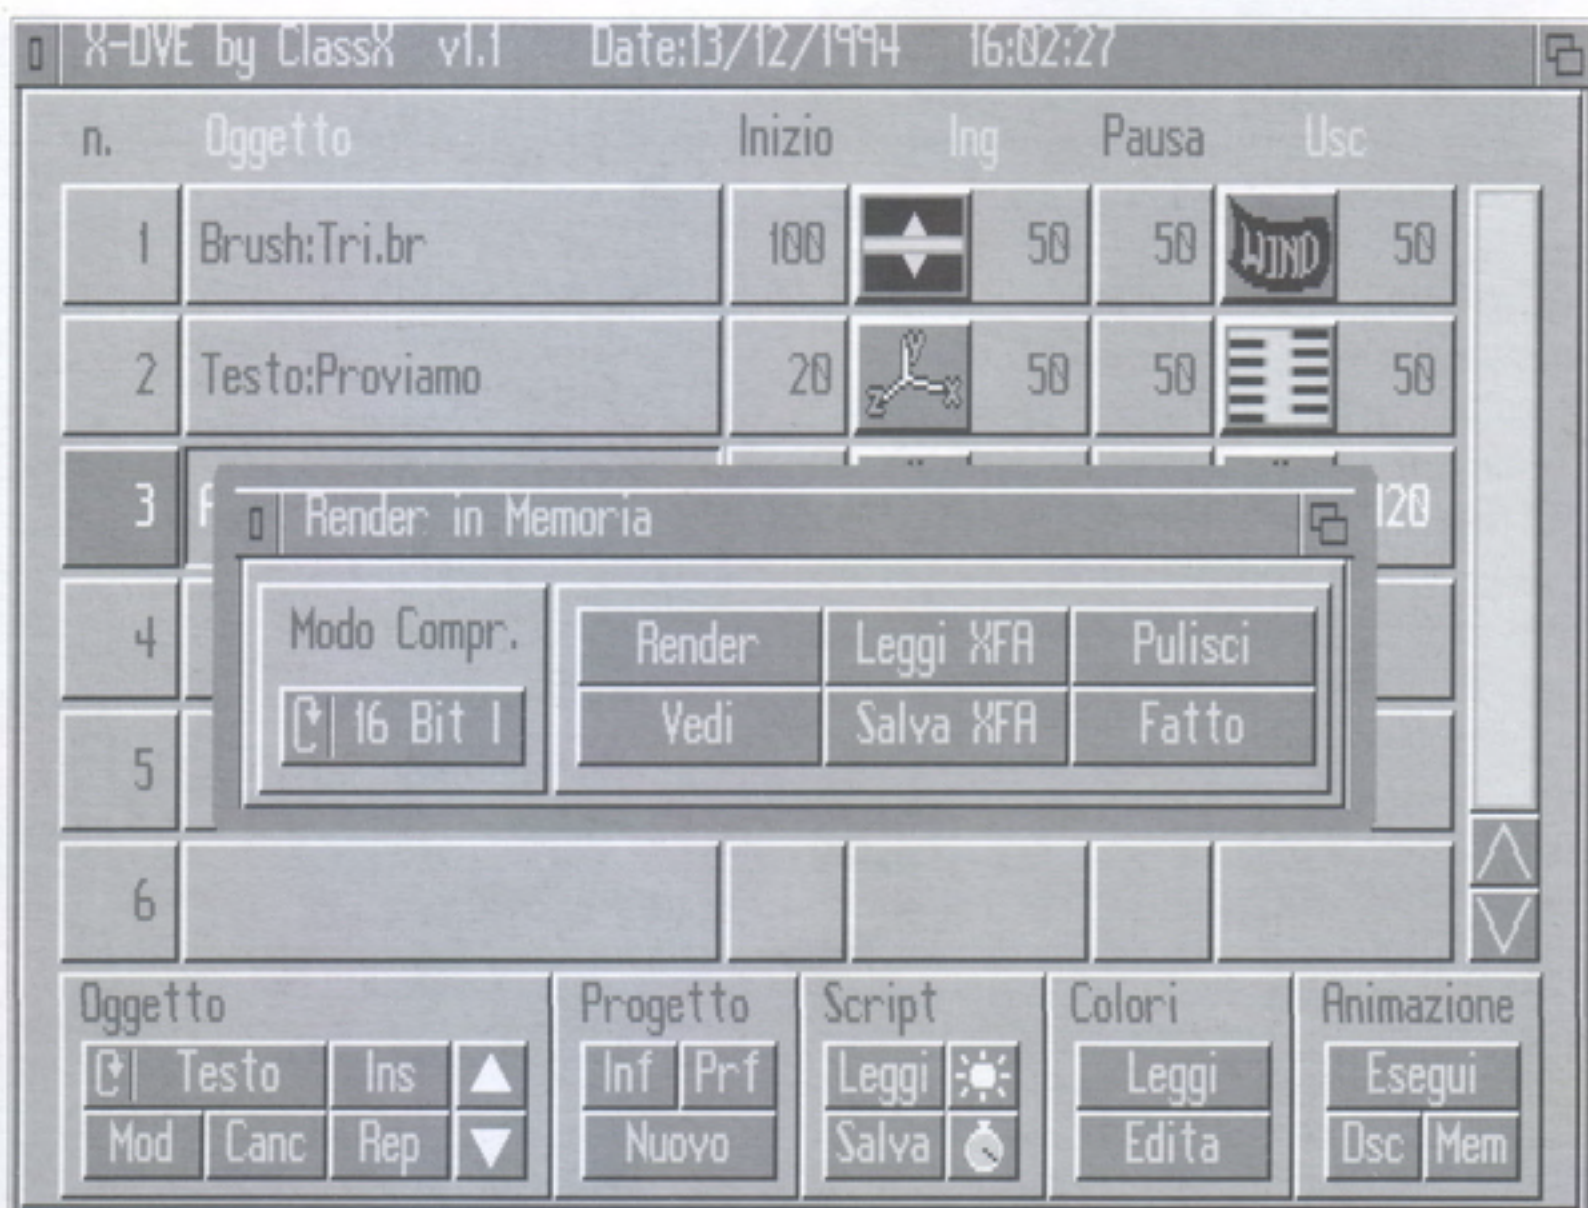 X-DVE by ClassX v1.1 Date:13/12/1994 16:02:27
n. Oggetto Inizio Ing Pausa Usc
1 Brush:Tri.br 100 50 50 WIND 50
2 Testo:Proviamo 20 y z x 50 50 50
3 120
Render in Memoria
4 Modo Compr. Render Leggi XFA Pulisci
16 Bit I Vedi Salva XFA Fatto
5
6
Oggetto Progetto Script Colori Animazione
Testo Ins Inf Prf Leggi Leggi Esegui
Mod Canc Rep Nuovo Salva Edita Dsc Mem